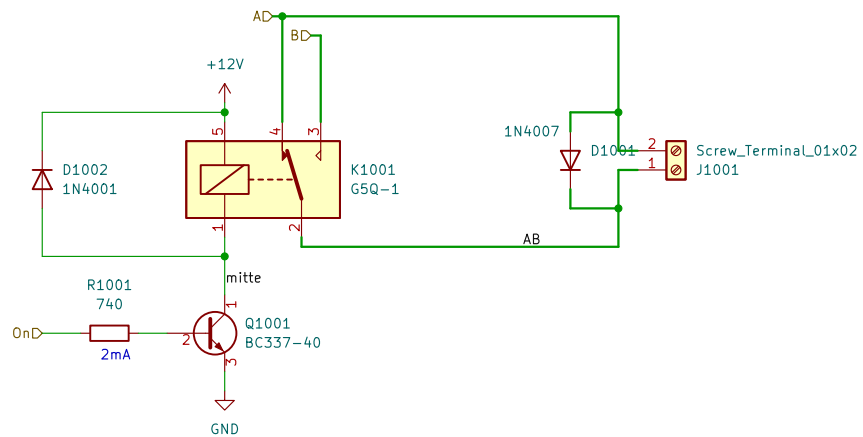 A
B
+12V
5
4
3
1N4007
D1001
2
1
Screw_Terminal_01x02
J1001
D1002
1N4001
K1001
G5Q-1
1
2
AB
mitte
R1001
740
1
On
2mA
2
Q1001
BC337-40
3
GND